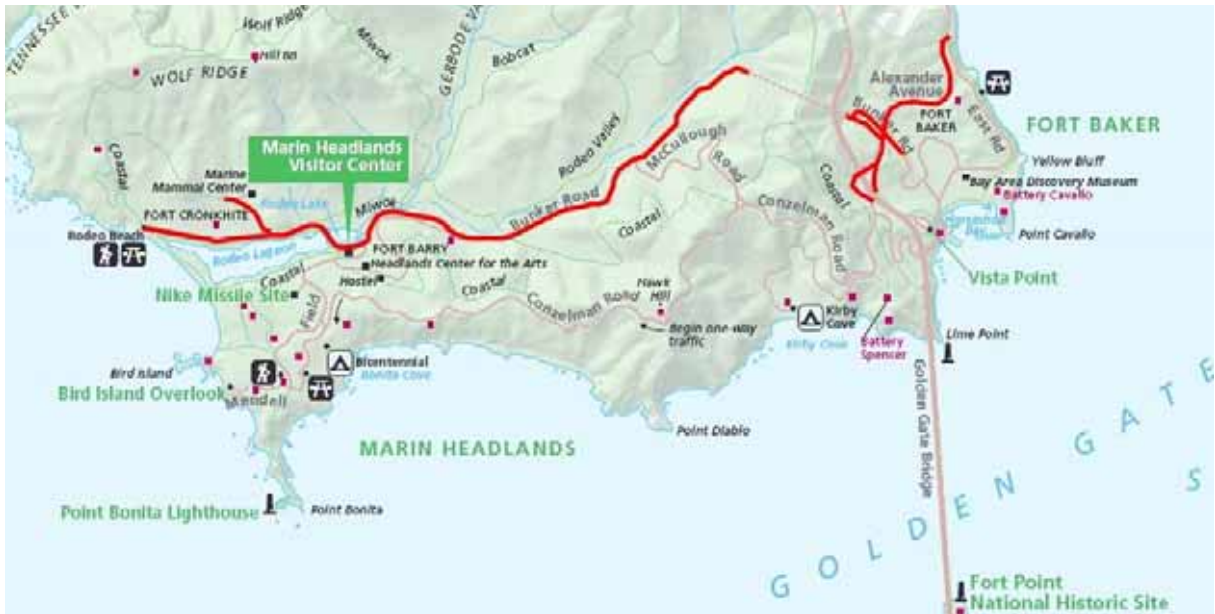 TENNESSEE V
Wolf Ridge
Hill
WOLF RIDGE
Miwok
GERBODE VA
Bobcat
Alexander
Avenue
Bunker Rd
FORT
BAKER
East Rd
FORT BAKER
Marin Headlands
Visitor Center
Rodeo Valley
McCullough
Road
Yellow Bluff
Coastal
Marine
Mammal Center
Bay Area Discovery Museum
Battery Cavallo
Rodeo Lake
Miwok
Bunker Road
Coastal
Conzelman Road
Coastal
FORT CRONKHITE
Rodeo Beach
Rodeo Lagoon
FORT BARRY
Headlands Center for the Arts
Hostel
Point Cavallo
Vista Point
Coastal
Nike Missile Site
Field
Coastal
Conzelman Road
Hawk
Hill
Begin one-way
traffic
Kirby
Cove
Kirby Cove
Battery
Spencer
Lime Point
Bird Island
Bicentennial
Bonita Cove
Bird Island Overlook
Mendell
Golden Gate Bridge
Point Diablo
MARIN HEADLANDS
GOLDEN GATE
S
Point Bonita Lighthouse
Point Bonita
Fort Point
National Historic Site